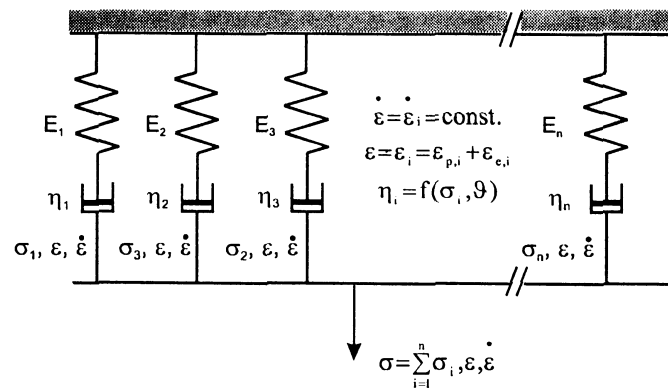 E₁ E₂ E₃ Eₙ
ε̇ = ε̇ᵢ = const.
ε = εᵢ = εₚ,ᵢ + εₑ,ᵢ
ηᵢ = f(σᵢ, ϑ)
η₁ η₂ η₃ ηₙ
σ₁, ε, ε̇ σ₃, ε, ε̇ σ₂, ε, ε̇ σₙ, ε, ε̇
σ = ∑ⁿᵢ₌₁ σᵢ, ε, ε̇